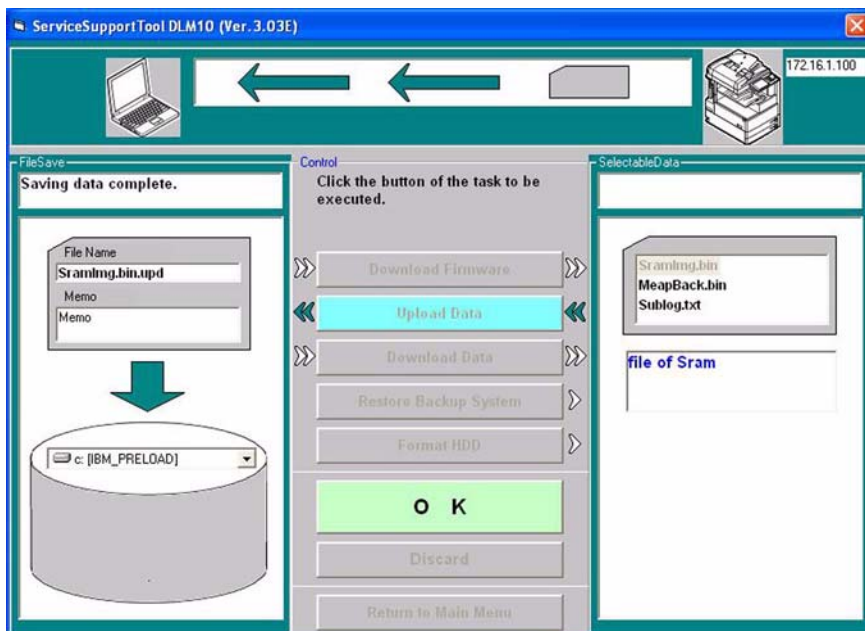 ServiceSupportTool DLM10 (Ver.3.03E)
172.16.1.100
FileSave
Saving data complete.
File Name
SramImg.bin.upd
Memo
Memo
c: [IBM_PRELOAD]
Control
Click the button of the task to be
executed.
Download Firmware
Upload Data
Download Data
Restore Backup System
Format HDD
O K
Discard
Return to Main Menu
SelectableData
SramImg.bin
MeapBack.bin
Sublog.txt
file of Sram